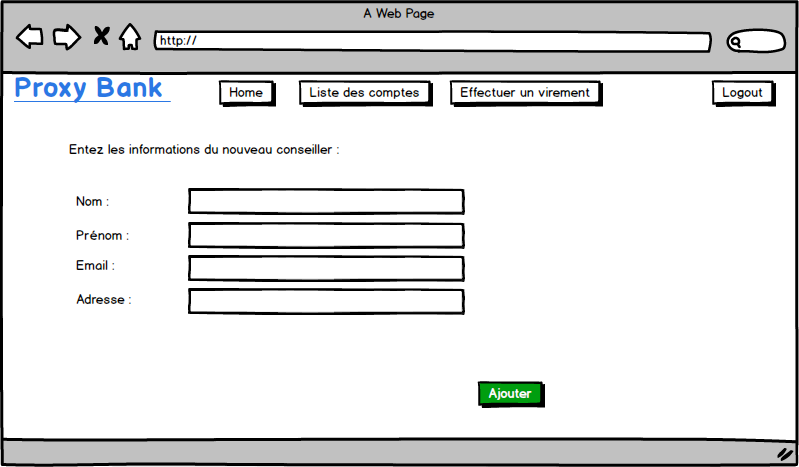 A Web Page
http://
Proxy Bank
Home
Liste des comptes
Effectuer un virement
Logout
Entez les informations du nouveau conseiller :
Nom :
Prénom :
Email :
Adresse :
Ajouter